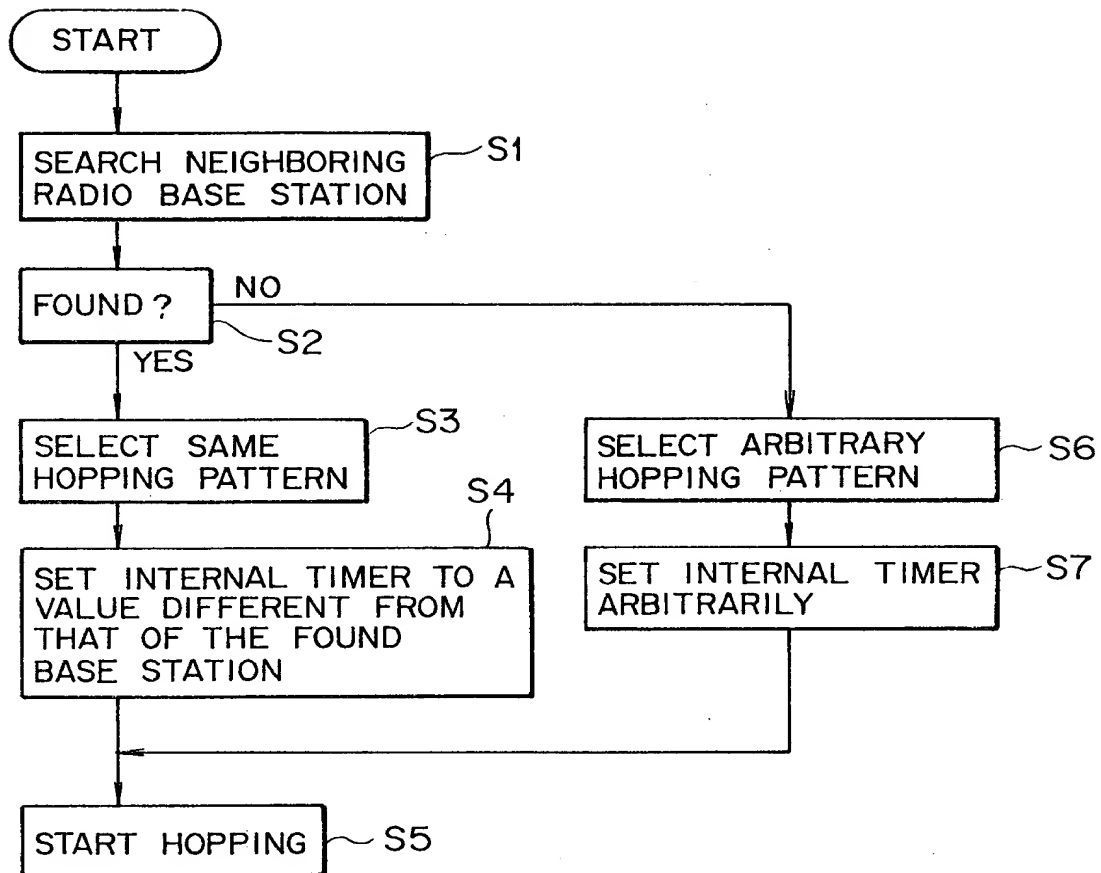 START
SEARCH NEIGHBORING
RADIO BASE STATION
S1
FOUND?
NO
S2
YES
SELECT SAME
HOPPING PATTERN
S3
SET INTERNAL TIMER TO A
VALUE DIFFERENT FROM
THAT OF THE FOUND
BASE STATION
S4
SELECT ARBITRARY
HOPPING PATTERN
S6
SET INTERNAL TIMER
ARBITRARILY
S7
START HOPPING
S5